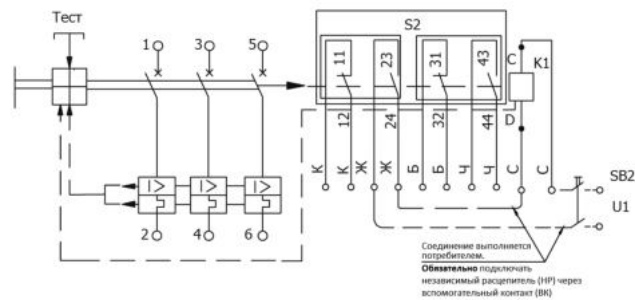 Тест
S2
1 3 5
11 23 31 43
C K1
12 24 32 44
D
К К Ж Ж Б Б Ч Ч С С
SB2
U1
I> I> I>
2 4 6
Соединение выполняется
потребителем.
Обязательно подключать
независимый расцепитель (НР) через
вспомогательный контакт (ВК)